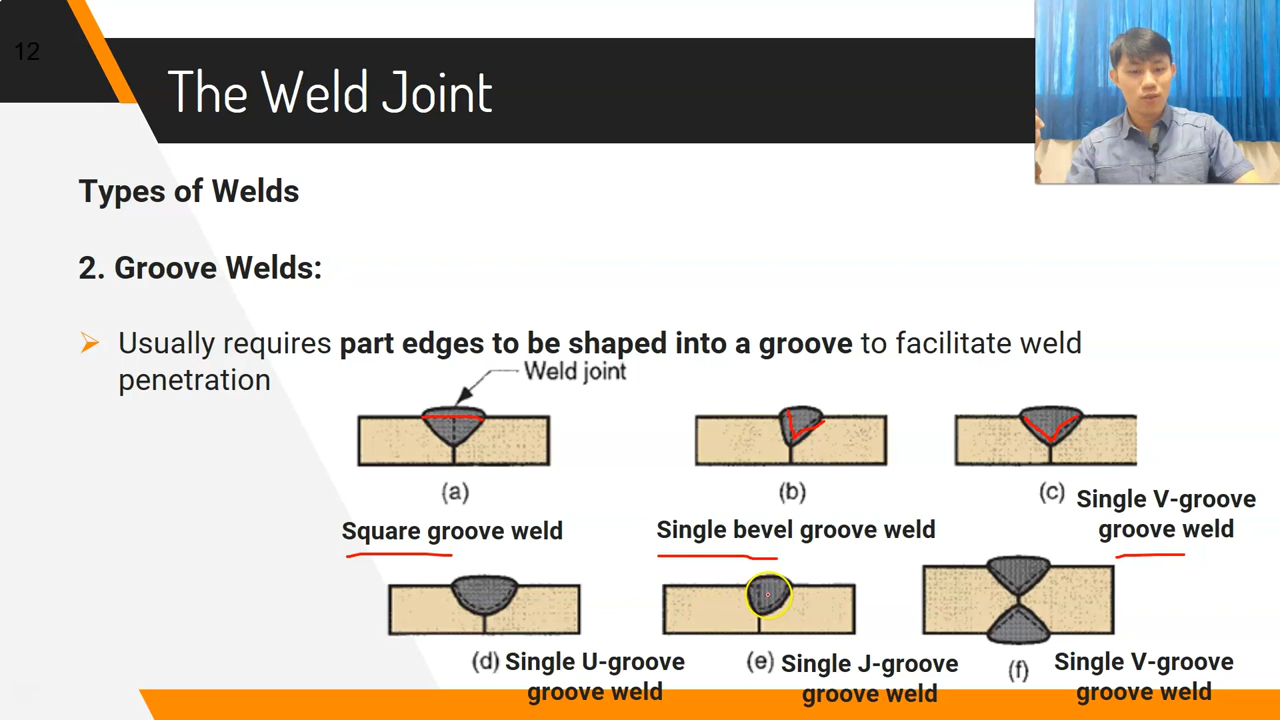 12
The Weld Joint
Types of Welds
2. Groove Welds:
Usually requires part edges to be shaped into a groove to facilitate weld
penetration
Weld joint
(a)
(b)
(c)
Square groove weld
Single bevel groove weld
Single V-groove
groove weld
(d)
Single U-groove
groove weld
(e)
Single J-groove
groove weld
(f)
Single V-groove
groove weld